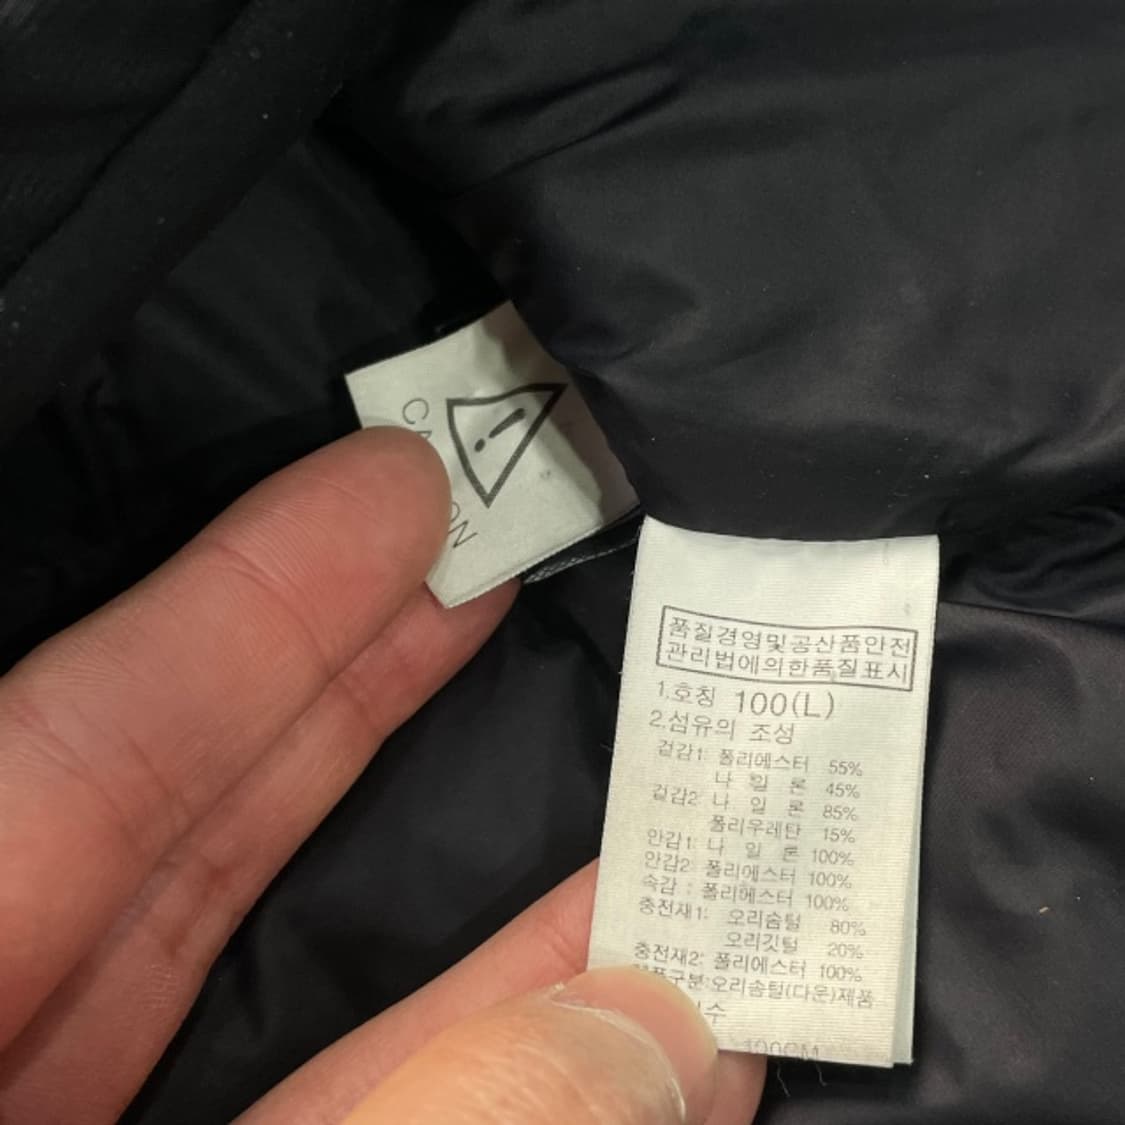 품질경영및공산품안전
관리법에의한품질표시
1.호칭 100(L)
2.섬유의 조성
겉감1: 폴리에스터 55%
나 일 론 45%
겉감2: 나 일 론 85%
폴리우레탄 15%
안감1: 나 일 론 100%
안감2: 폴리에스터 100%
속감 : 폴리에스터 100%
충전재1: 오리솜털 80%
오리깃털 20%
충전재2: 폴리에스터 100%
구분:오리솜털(다운)제품
수
100CM